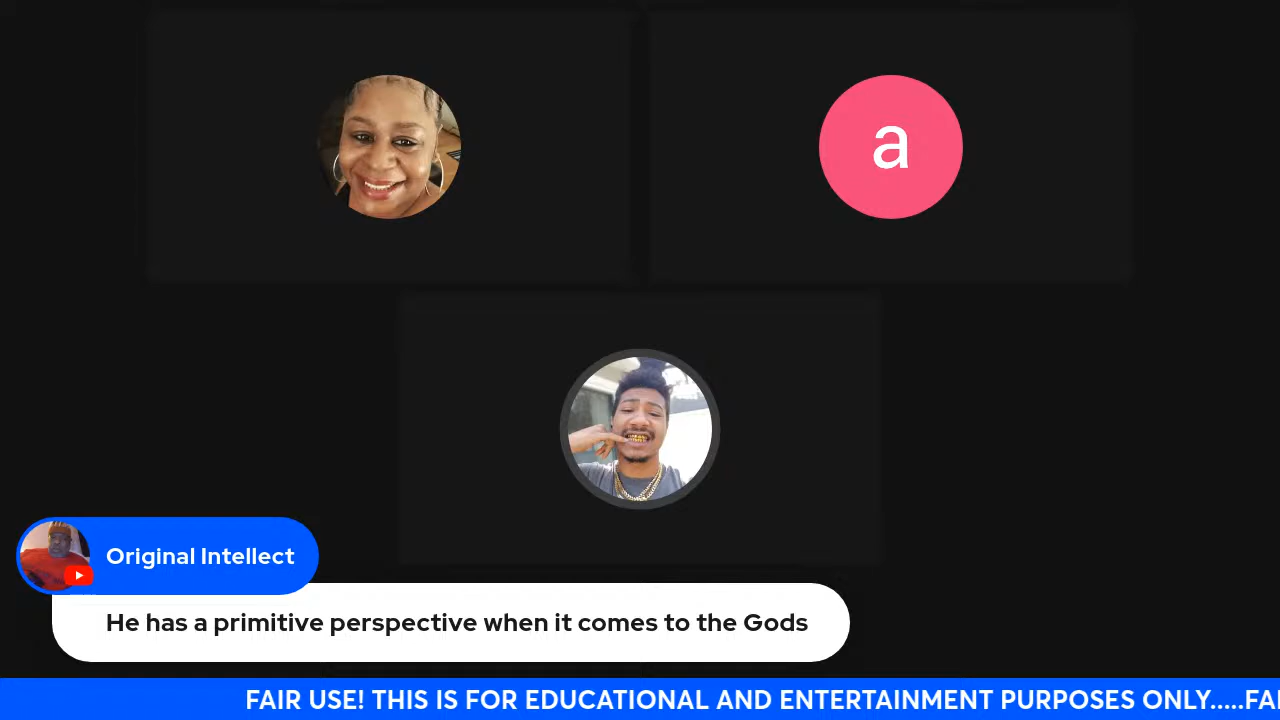 a
Original Intellect
He has a primitive perspective when it comes to the Gods
FAIR USE! THIS IS FOR EDUCATIONAL AND ENTERTAINMENT PURPOSES ONLY.....FAI